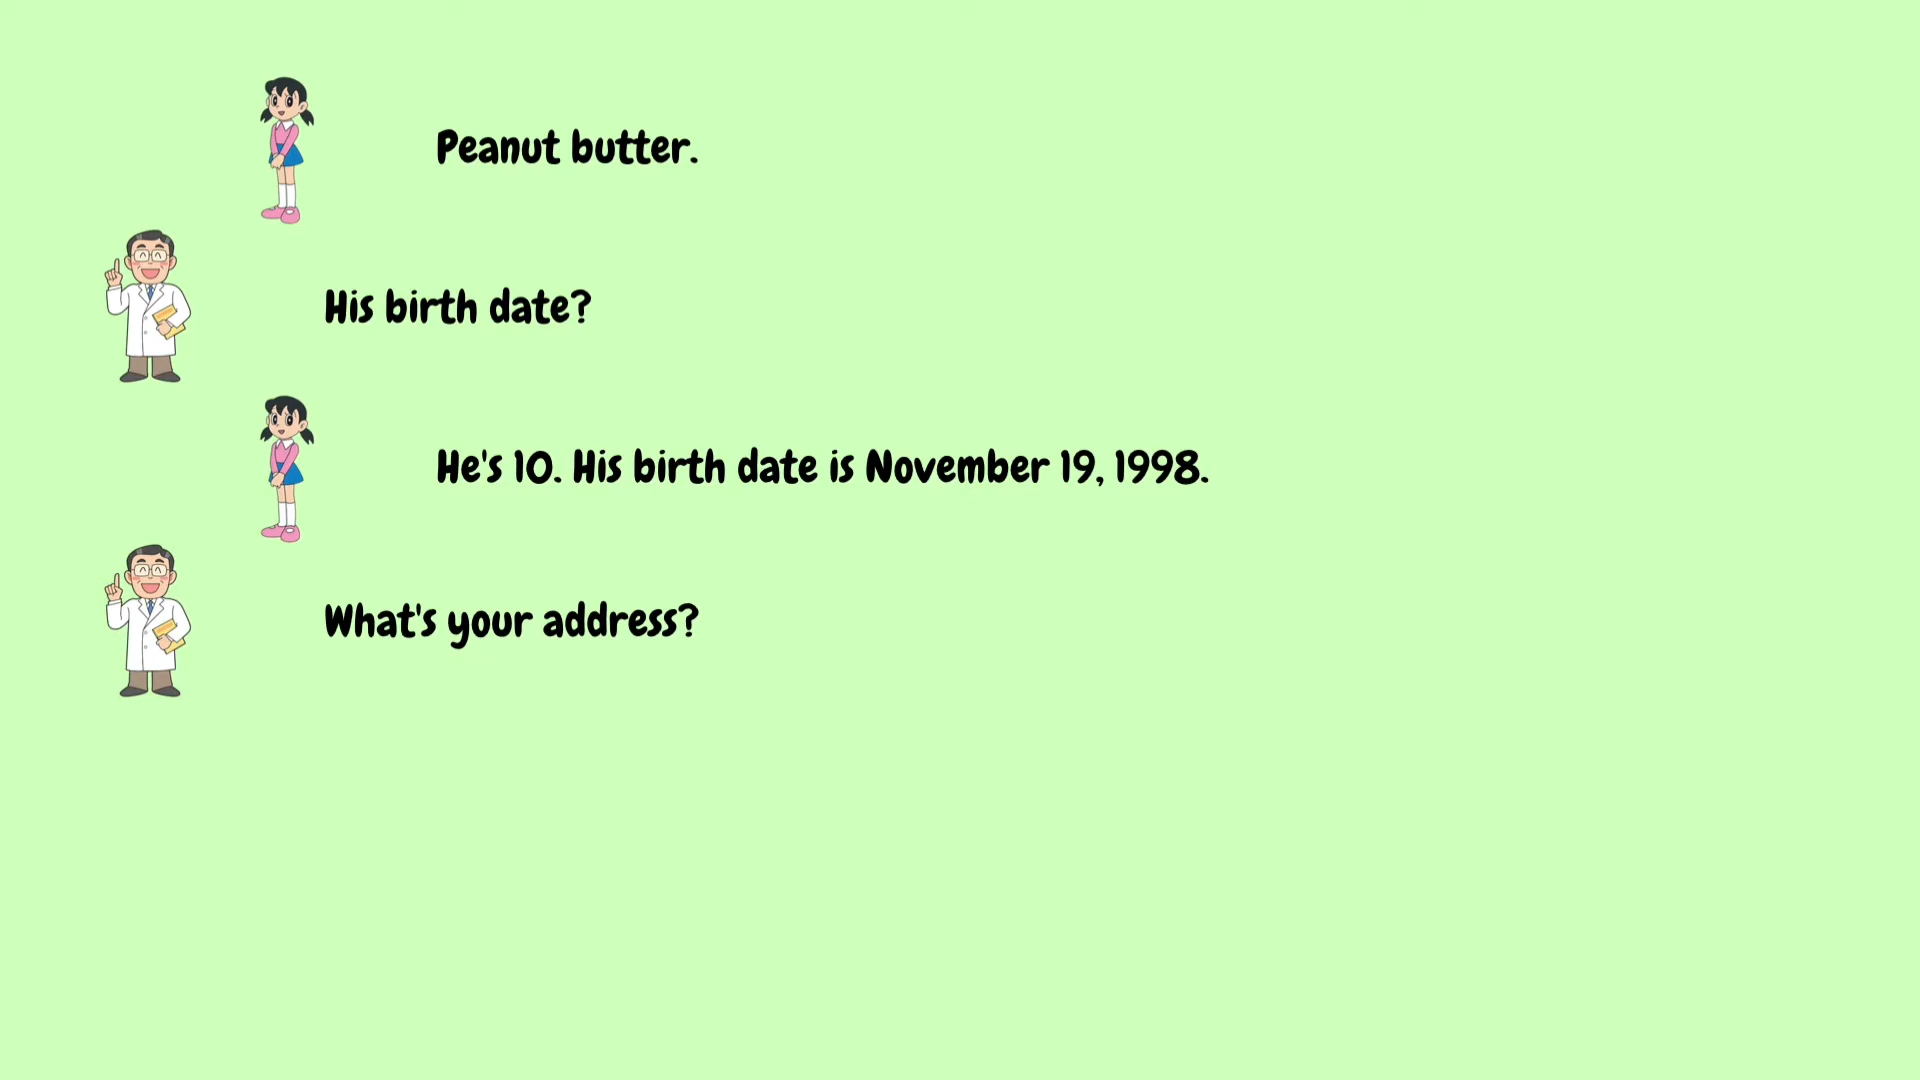 Peanut butter.
His birth date?
He's 10. His birth date is November 19, 1998.
What's your address?